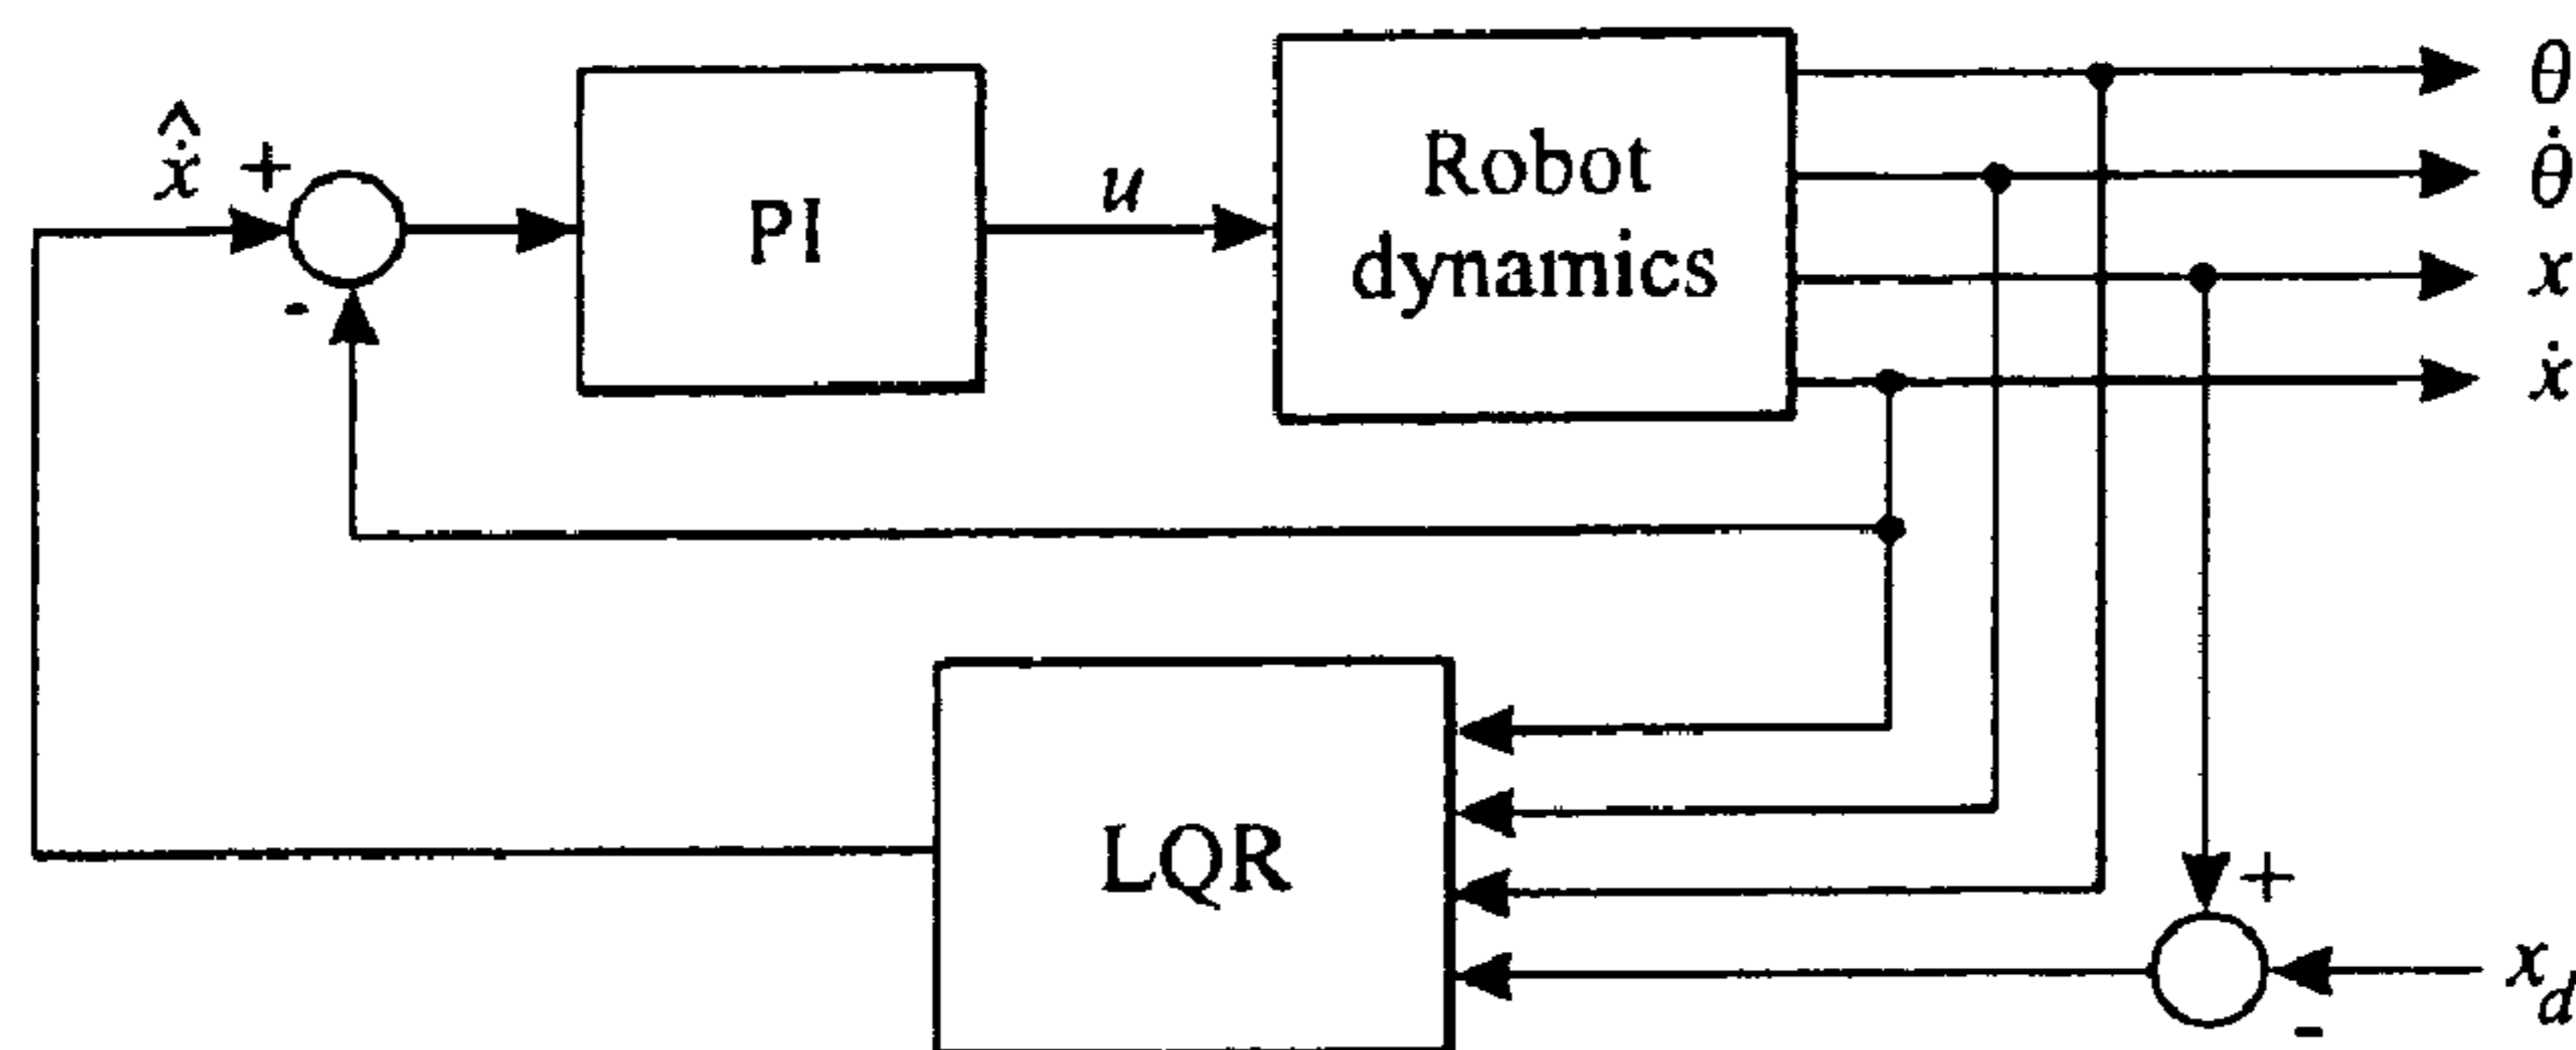 θ
θ̇
x
ẋ
x̂̇ +
-
PI
u
Robot
dynamics
LQR
+
x_d
-